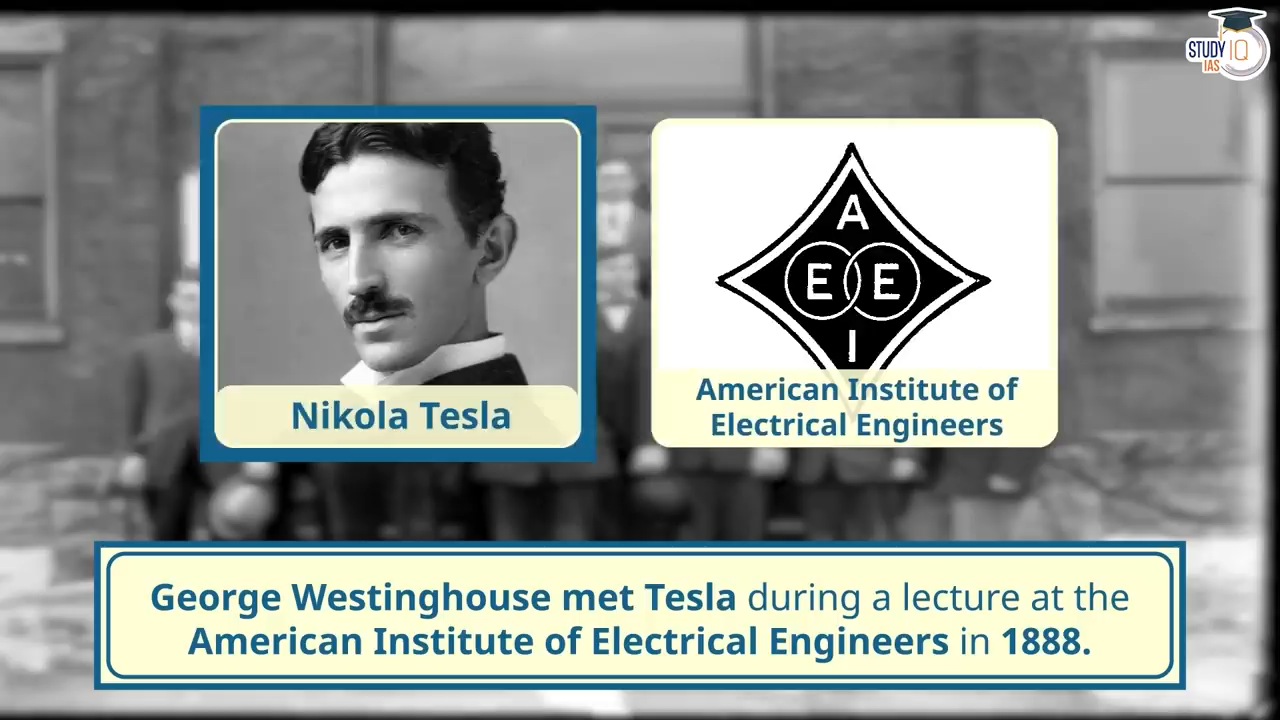 STUDY IQ
IAS
A
E E
I
Nikola Tesla
American Institute of
Electrical Engineers
George Westinghouse met Tesla during a lecture at the
American Institute of Electrical Engineers in 1888.